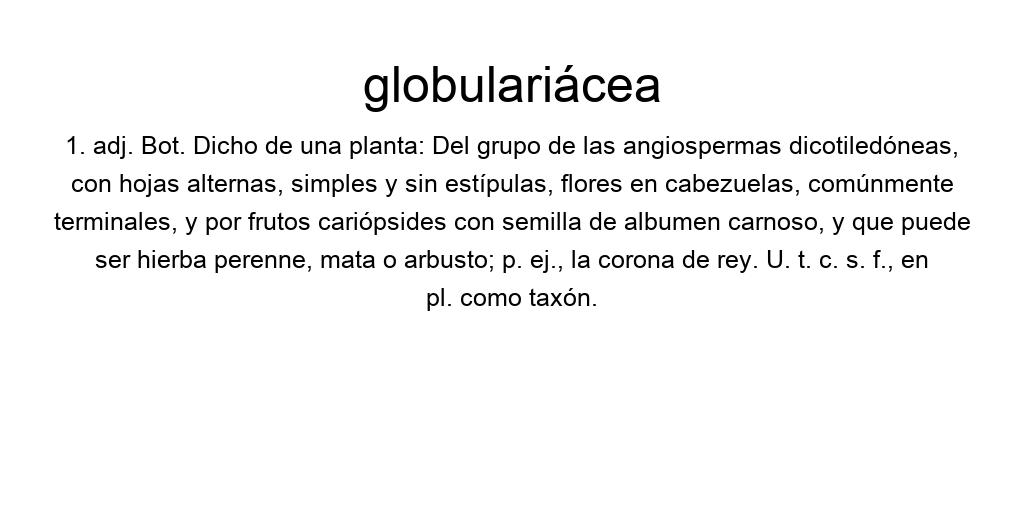 globulariácea
1. adj. Bot. Dicho de una planta: Del grupo de las angiospermas dicotiledóneas,
con hojas alternas, simples y sin estípulas, flores en cabezuelas, comúnmente
terminales, y por frutos cariópsides con semilla de albumen carnoso, y que puede
ser hierba perenne, mata o arbusto; p. ej., la corona de rey. U. t. c. s. f., en
pl. como taxón.